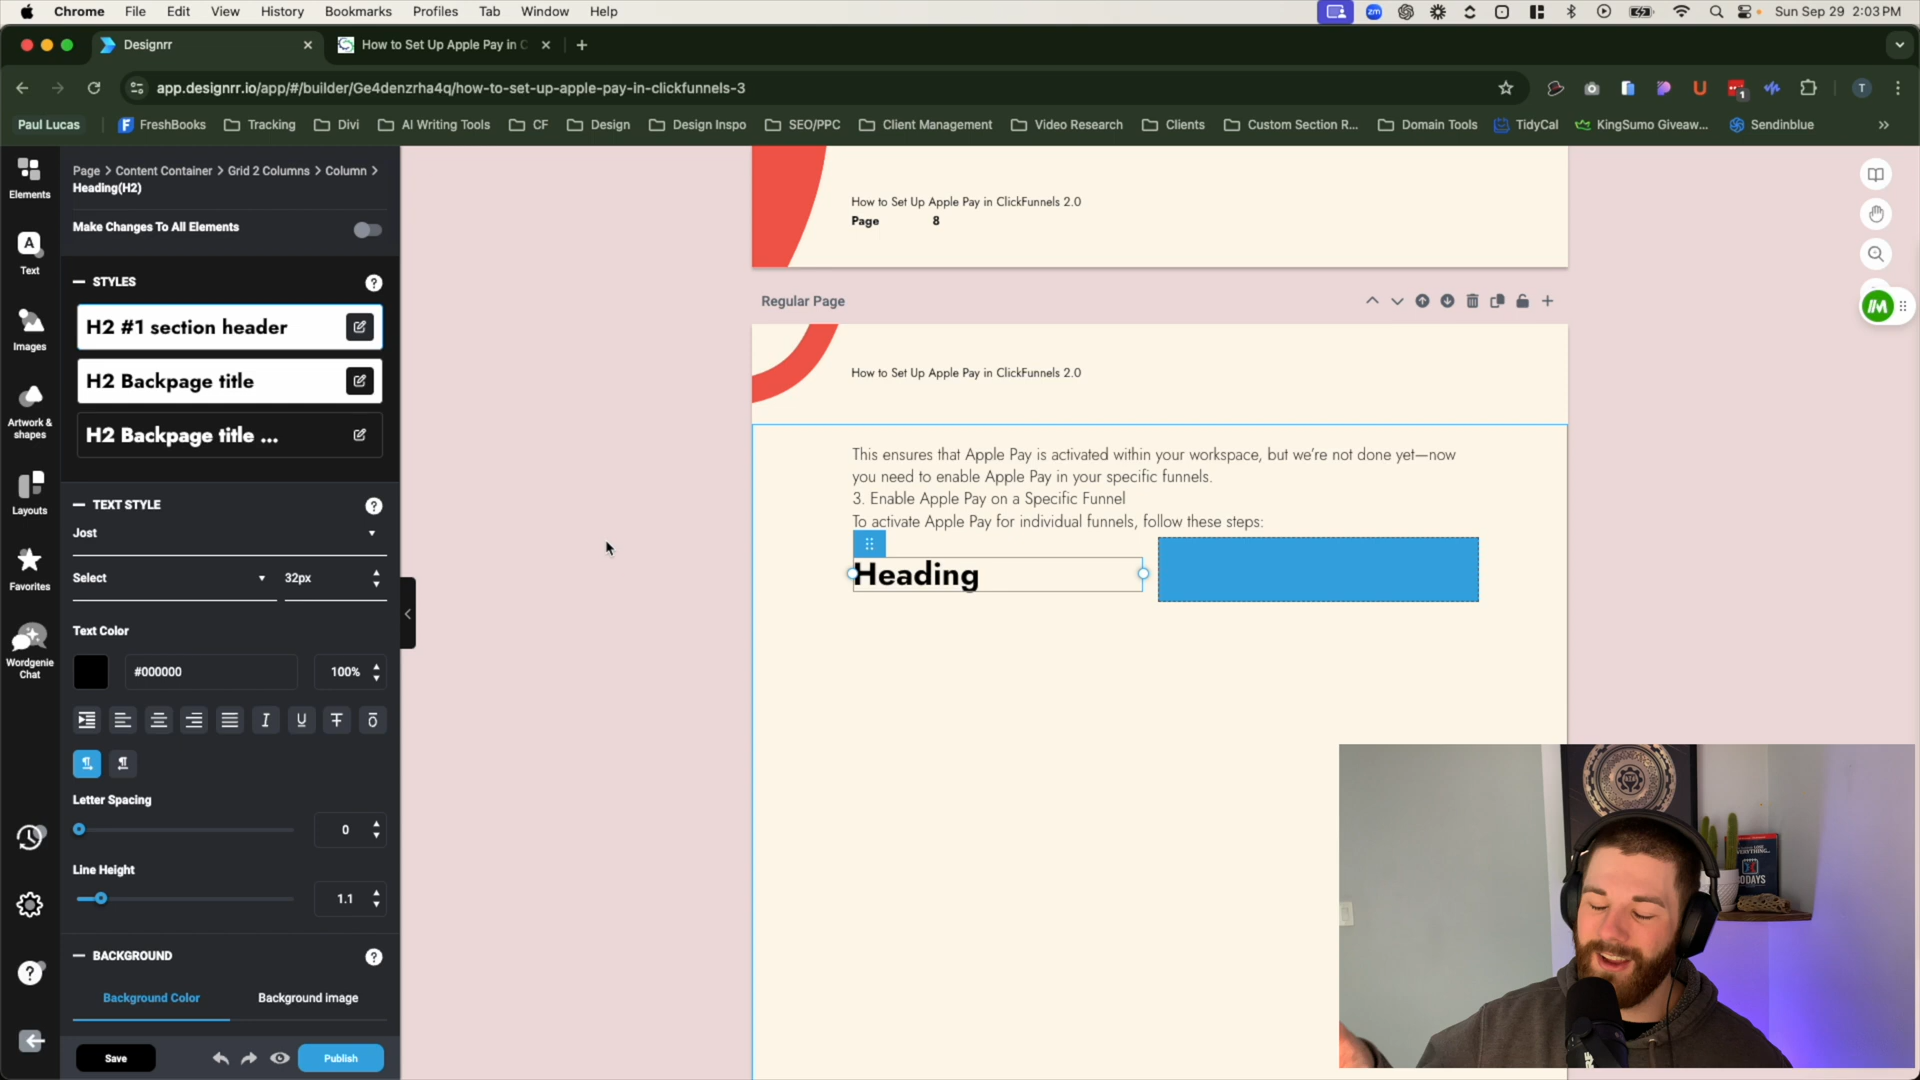 Chrome File Edit View History Bookmarks Profiles Tab Window Help
zm
Sun Sep 29 2:03 PM
Designrr
How to Set Up Apple Pay in C
app.designrr.io/app/#/builder/Ge4denzrha4q/how-to-set-up-apple-pay-in-clickfunnels-3
1
T
Paul Lucas FreshBooks Tracking Divi AI Writing Tools CF Design Design Inspo SEO/PPC Client Management Video Research Clients Custom Section R... Domain Tools TidyCal KingSumo Giveaw... Sendinblue
Elements
Text
Images
Artwork &
shapes
Layouts
Favorites
Wordgenie
Chat
Page > Content Container > Grid 2 Columns > Column >
Heading(H2)
Make Changes To All Elements
STYLES
H2 #1 section header
H2 Backpage title
H2 Backpage title ...
TEXT STYLE
Jost
Select
32px
Text Color
#000000
100%
Letter Spacing
0
Line Height
1.1
BACKGROUND
Background Color
Background image
Save
Publish
How to Set Up Apple Pay in ClickFunnels 2.0
Page 8
Regular Page
How to Set Up Apple Pay in ClickFunnels 2.0
This ensures that Apple Pay is activated within your workspace, but we're not done yet—now
you need to enable Apple Pay in your specific funnels.
3. Enable Apple Pay on a Specific Funnel
To activate Apple Pay for individual funnels, follow these steps:
Heading